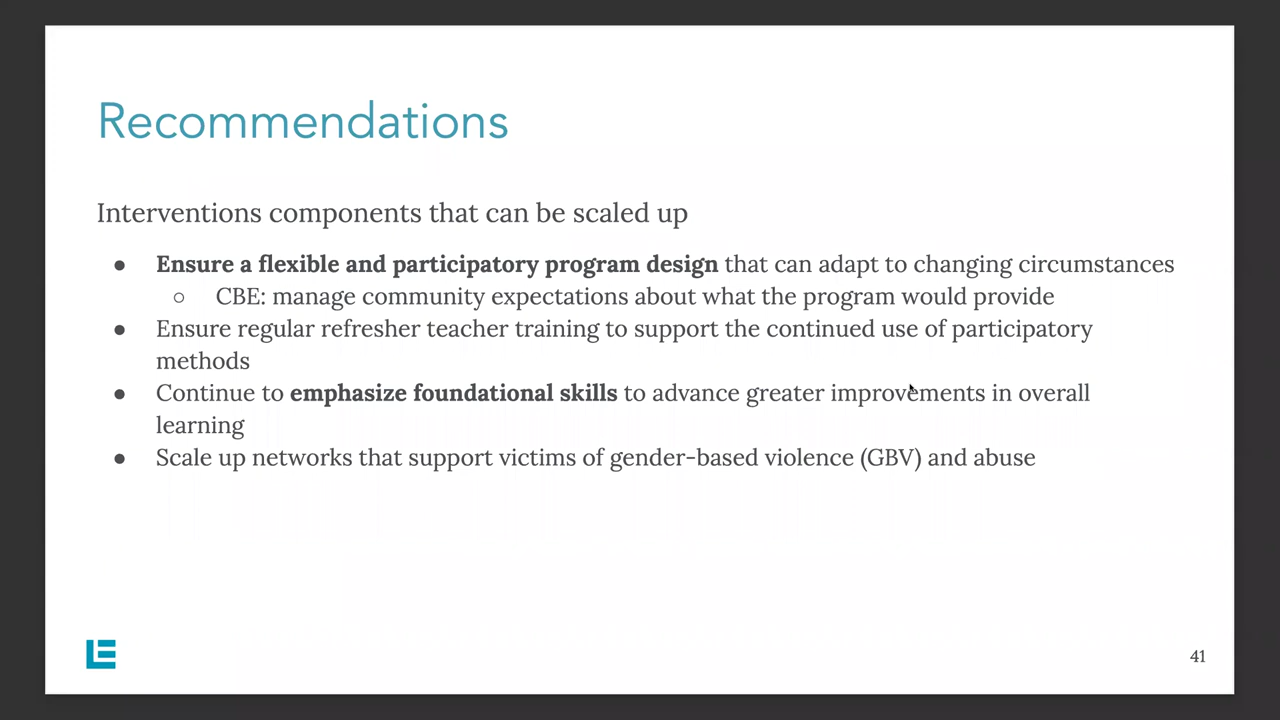 Recommendations
Interventions components that can be scaled up
● Ensure a flexible and participatory program design that can adapt to changing circumstances
○ CBE: manage community expectations about what the program would provide
● Ensure regular refresher teacher training to support the continued use of participatory
methods
● Continue to emphasize foundational skills to advance greater improvements in overall
learning
● Scale up networks that support victims of gender-based violence (GBV) and abuse
LE
41